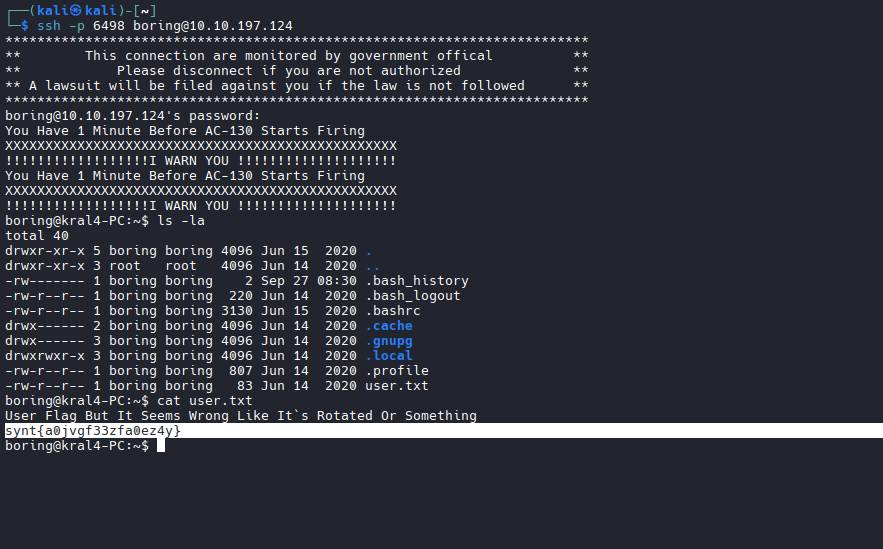 ┌──(kali㉿kali)-[~]
└─$ ssh -p 6498 boring@10.10.197.124
*************************************************************************
**        This connection are monitored by government offical          **
**            Please disconnect if you are not authorized              **
** A lawsuit will be filed against you if the law is not followed      **
*************************************************************************
boring@10.10.197.124's password:
You Have 1 Minute Before AC-130 Starts Firing
XXXXXXXXXXXXXXXXXXXXXXXXXXXXXXXXXXXXXXXXXXXXXXXXX
!!!!!!!!!!!!!!!!!!I WARN YOU !!!!!!!!!!!!!!!!!!!!
You Have 1 Minute Before AC-130 Starts Firing
XXXXXXXXXXXXXXXXXXXXXXXXXXXXXXXXXXXXXXXXXXXXXXXXX
!!!!!!!!!!!!!!!!!!I WARN YOU !!!!!!!!!!!!!!!!!!!!
boring@kral4-PC:~$ ls -la
total 40
drwxr-xr-x 5 boring boring 4096 Jun 15  2020 .
drwxr-xr-x 3 root   root   4096 Jun 14  2020 ..
-rw------- 1 boring boring    2 Sep 27 08:30 .bash_history
-rw-r--r-- 1 boring boring  220 Jun 14  2020 .bash_logout
-rw-r--r-- 1 boring boring 3130 Jun 15  2020 .bashrc
drwx------ 2 boring boring 4096 Jun 14  2020 .cache
drwx------ 3 boring boring 4096 Jun 14  2020 .gnupg
drwxrwxr-x 3 boring boring 4096 Jun 14  2020 .local
-rw-r--r-- 1 boring boring  807 Jun 14  2020 .profile
-rw-r--r-- 1 boring boring   83 Jun 14  2020 user.txt
boring@kral4-PC:~$ cat user.txt
User Flag But It Seems Wrong Like It`s Rotated Or Something
synt{a0jvgf33zfa0ez4y}
boring@kral4-PC:~$